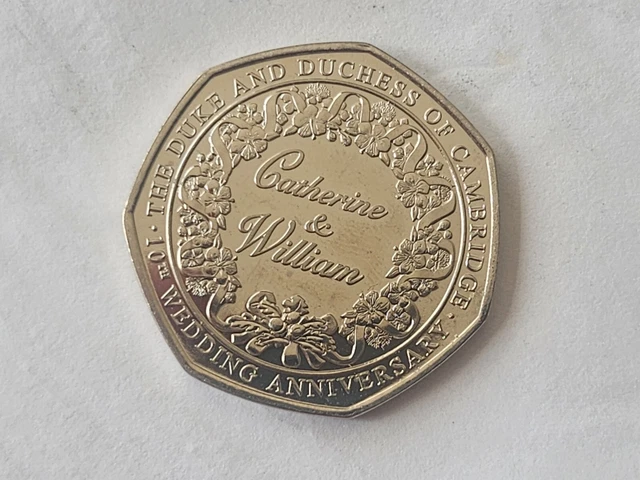 THE DUKE AND DUCHESS OF CAMBRIDGE ·
10TH WEDDING ANNIVERSARY ·
Catherine
&
William